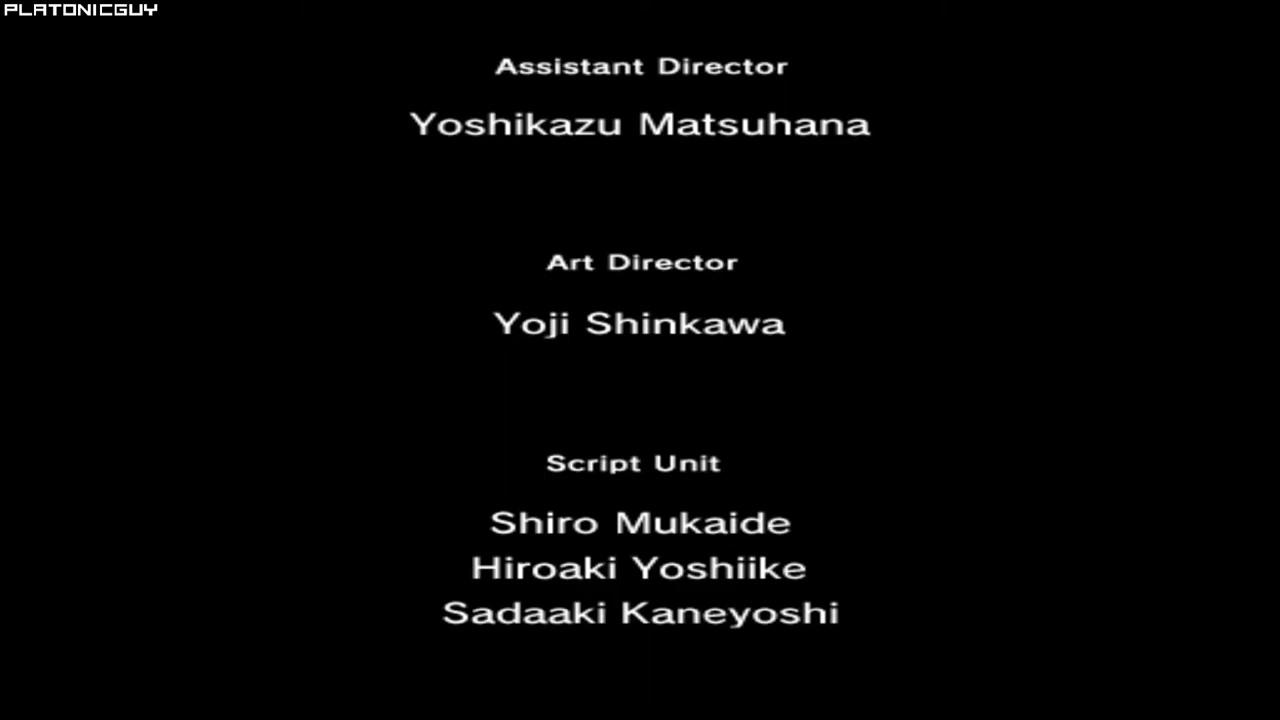 PLATONICGUY
Assistant Director
Yoshikazu Matsuhana
Art Director
Yoji Shinkawa
Script Unit
Shiro Mukaide
Hiroaki Yoshiike
Sadaaki Kaneyoshi